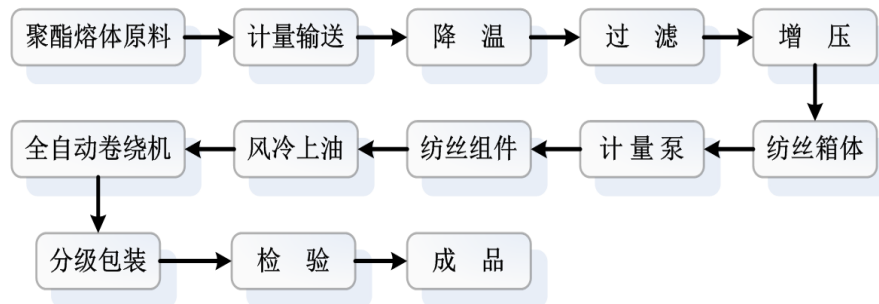 聚酯熔体原料 计量输送 降 温 过 滤 增 压
全自动卷绕机 风冷上油 纺丝组件 计 量 泵 纺丝箱体
分级包装 检 验 成 品